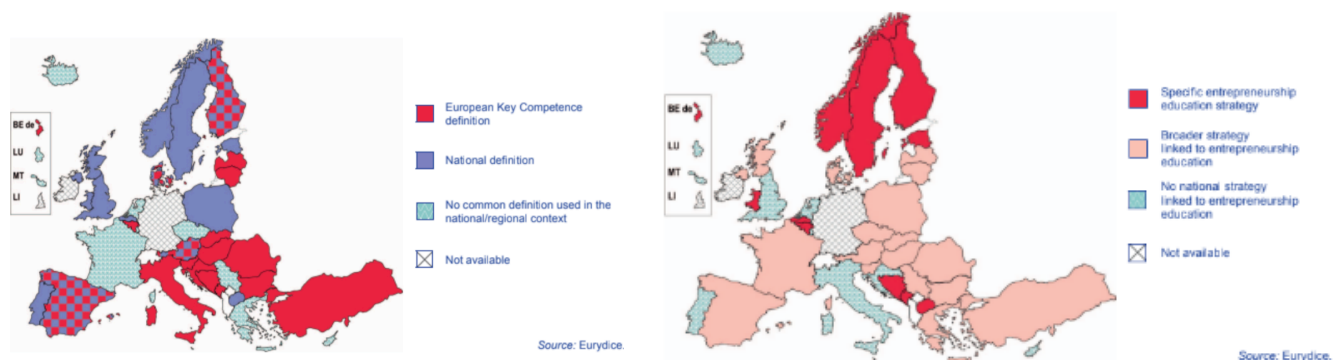 BE de
LU
MT
LI
European Key Competence
definition
National definition
No common definition used in the
national/regional context
Not available
Source: Eurydice.
BE de
LU
MT
LI
Specific entrepreneurship
education strategy
Broader strategy
linked to entrepreneurship
education
No national strategy
linked to entrepreneurship
education
Not available
Source: Eurydice.